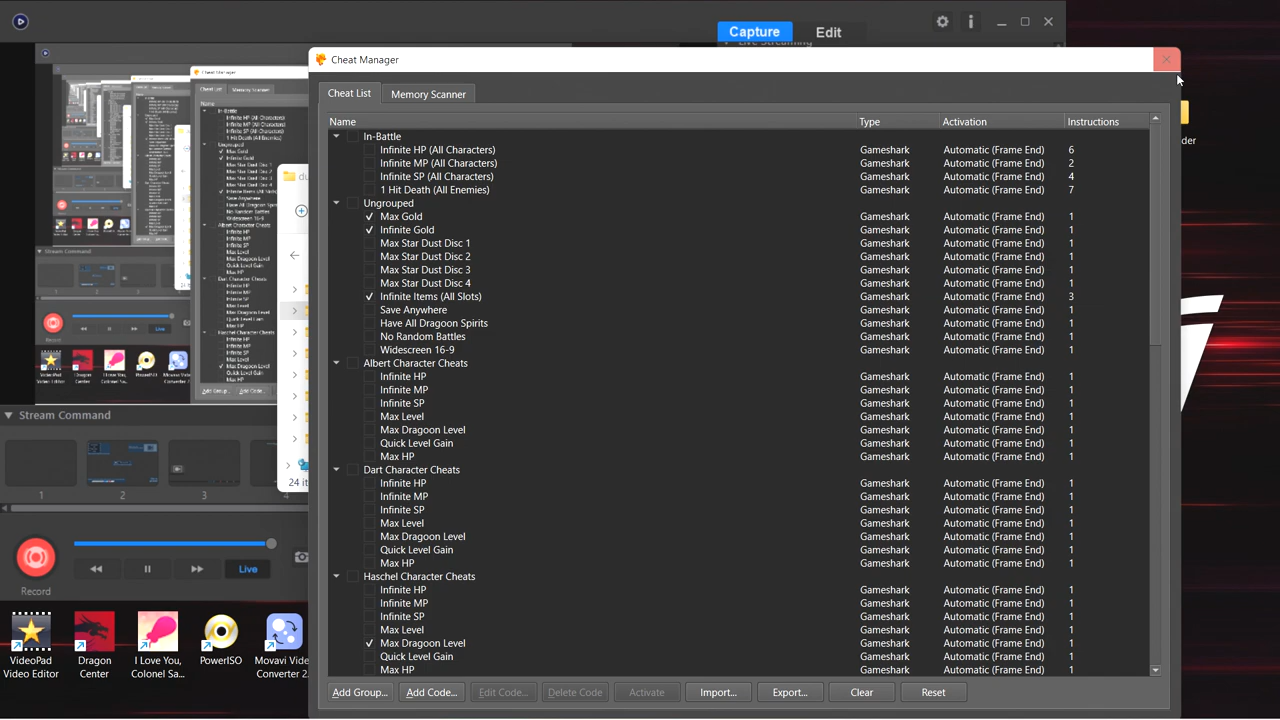 Capture
Edit
Live Streaming
Cheat Manager
Cheat List
Memory Scanner
Name Type Activation Instructions
In-Battle
Infinite HP (All Characters) Gameshark Automatic (Frame End) 6
Infinite MP (All Characters) Gameshark Automatic (Frame End) 2
Infinite SP (All Characters) Gameshark Automatic (Frame End) 4
1 Hit Death (All Enemies) Gameshark Automatic (Frame End) 7
Ungrouped
Max Gold Gameshark Automatic (Frame End) 1
Infinite Gold Gameshark Automatic (Frame End) 1
Max Star Dust Disc 1 Gameshark Automatic (Frame End) 1
Max Star Dust Disc 2 Gameshark Automatic (Frame End) 1
Max Star Dust Disc 3 Gameshark Automatic (Frame End) 1
Max Star Dust Disc 4 Gameshark Automatic (Frame End) 1
Infinite Items (All Slots) Gameshark Automatic (Frame End) 3
Save Anywhere Gameshark Automatic (Frame End) 1
Have All Dragoon Spirits Gameshark Automatic (Frame End) 1
No Random Battles Gameshark Automatic (Frame End) 1
Widescreen 16-9 Gameshark Automatic (Frame End) 1
Albert Character Cheats
Infinite HP Gameshark Automatic (Frame End) 1
Infinite MP Gameshark Automatic (Frame End) 1
Infinite SP Gameshark Automatic (Frame End) 1
Max Level Gameshark Automatic (Frame End) 1
Max Dragoon Level Gameshark Automatic (Frame End) 1
Quick Level Gain Gameshark Automatic (Frame End) 1
Max HP Gameshark Automatic (Frame End) 1
Dart Character Cheats
Infinite HP Gameshark Automatic (Frame End) 1
Infinite MP Gameshark Automatic (Frame End) 1
Infinite SP Gameshark Automatic (Frame End) 1
Max Level Gameshark Automatic (Frame End) 1
Max Dragoon Level Gameshark Automatic (Frame End) 1
Quick Level Gain Gameshark Automatic (Frame End) 1
Max HP Gameshark Automatic (Frame End) 1
Haschel Character Cheats
Infinite HP Gameshark Automatic (Frame End) 1
Infinite MP Gameshark Automatic (Frame End) 1
Infinite SP Gameshark Automatic (Frame End) 1
Max Level Gameshark Automatic (Frame End) 1
Max Dragoon Level Gameshark Automatic (Frame End) 1
Quick Level Gain Gameshark Automatic (Frame End) 1
Max HP Gameshark Automatic (Frame End) 1
Add Group...
Add Code...
Edit Code...
Delete Code
Activate
Import...
Export...
Clear
Reset
Stream Command
1 2 3 4
Record
Live
24
VideoPad
Video Editor
Dragon
Center
I Love You,
Colonel Sa...
PowerISO
Movavi Video
Converter 2...